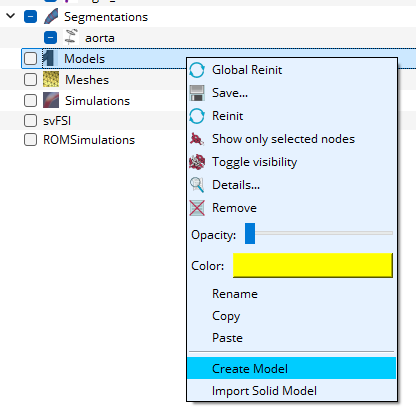 Segmentations
aorta
Models
Meshes
Simulations
svFSI
ROMSimulations
Global Reinit
Save...
Reinit
Show only selected nodes
Toggle visibility
Details...
Remove
Opacity:
Color:
Rename
Copy
Paste
Create Model
Import Solid Model